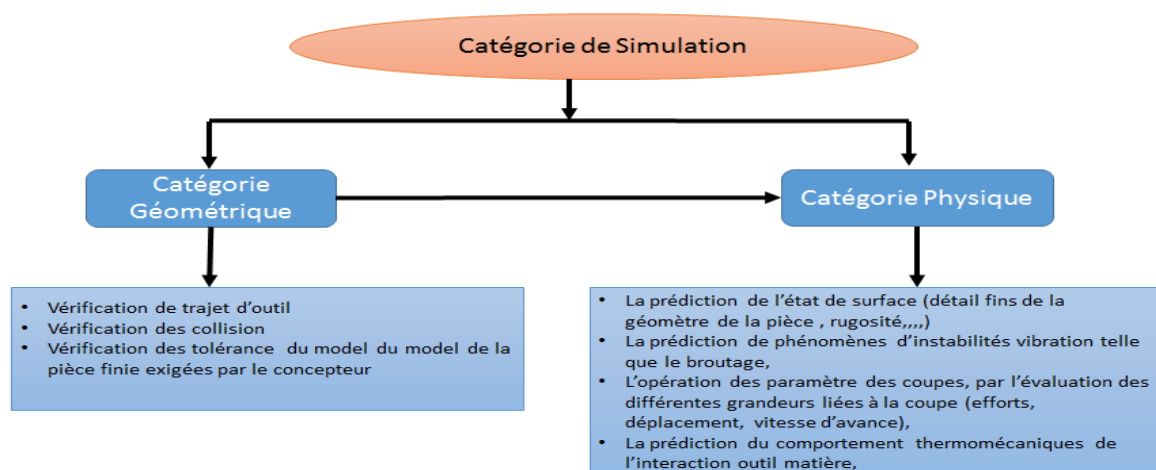 Catégorie de Simulation
Catégorie
Géométrique
Catégorie Physique
• Vérification de trajet d'outil
• Vérification des collision
• Vérification des tolérance du model du model de la
pièce finie exigées par le concepteur
• La prédiction de l'état de surface (détail fins de la
géomètre de la pièce , rugosité,,,,)
• La prédiction de phénomènes d'instabilités vibration telle
que le broutage,
• L'opération des paramètre des coupes, par l'évaluation des
différentes grandeurs liées à la coupe (efforts,
déplacement, vitesse d'avance),
• La prédiction du comportement thermomécaniques de
l'interaction outil matière,